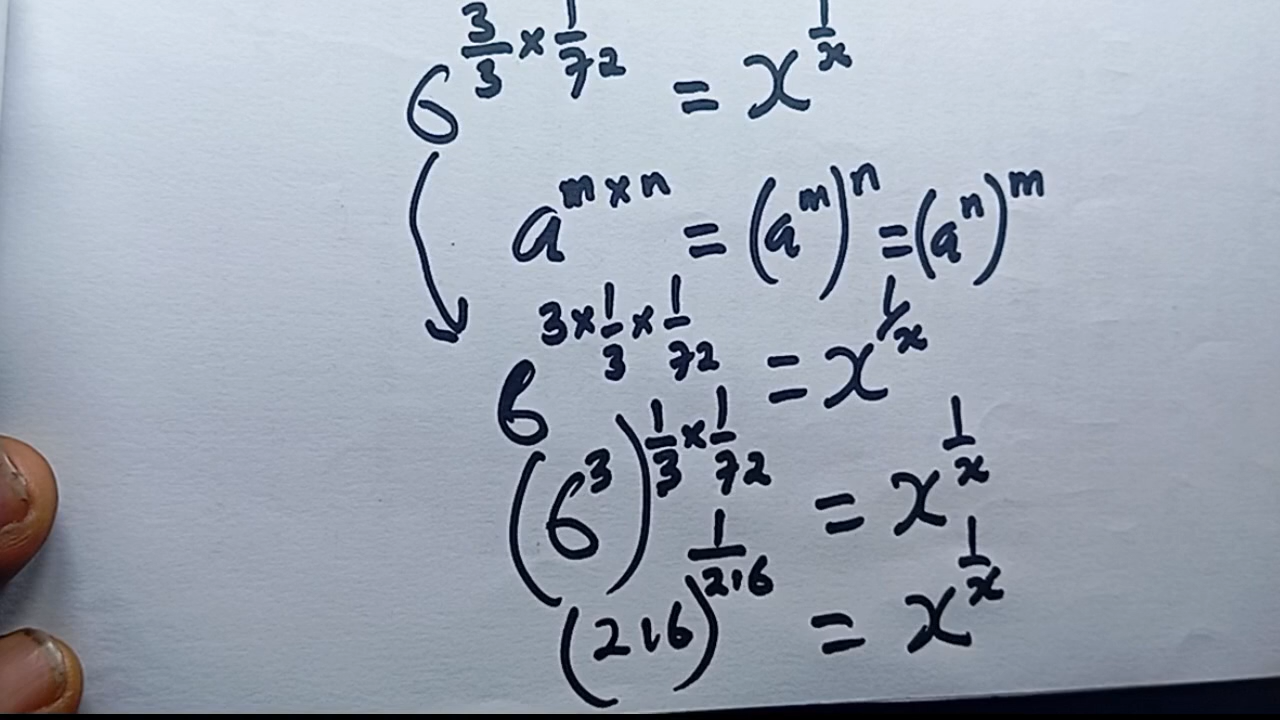 6^(3/3 × 1/72) = x^(1/x)
a^(m×n) = (a^m)^n = (a^n)^m
6^(3×1/3×1/72) = x^(1/x)
(6^3)^(1/3×1/72) = x^(1/x)
(216)^(1/216) = x^(1/x)